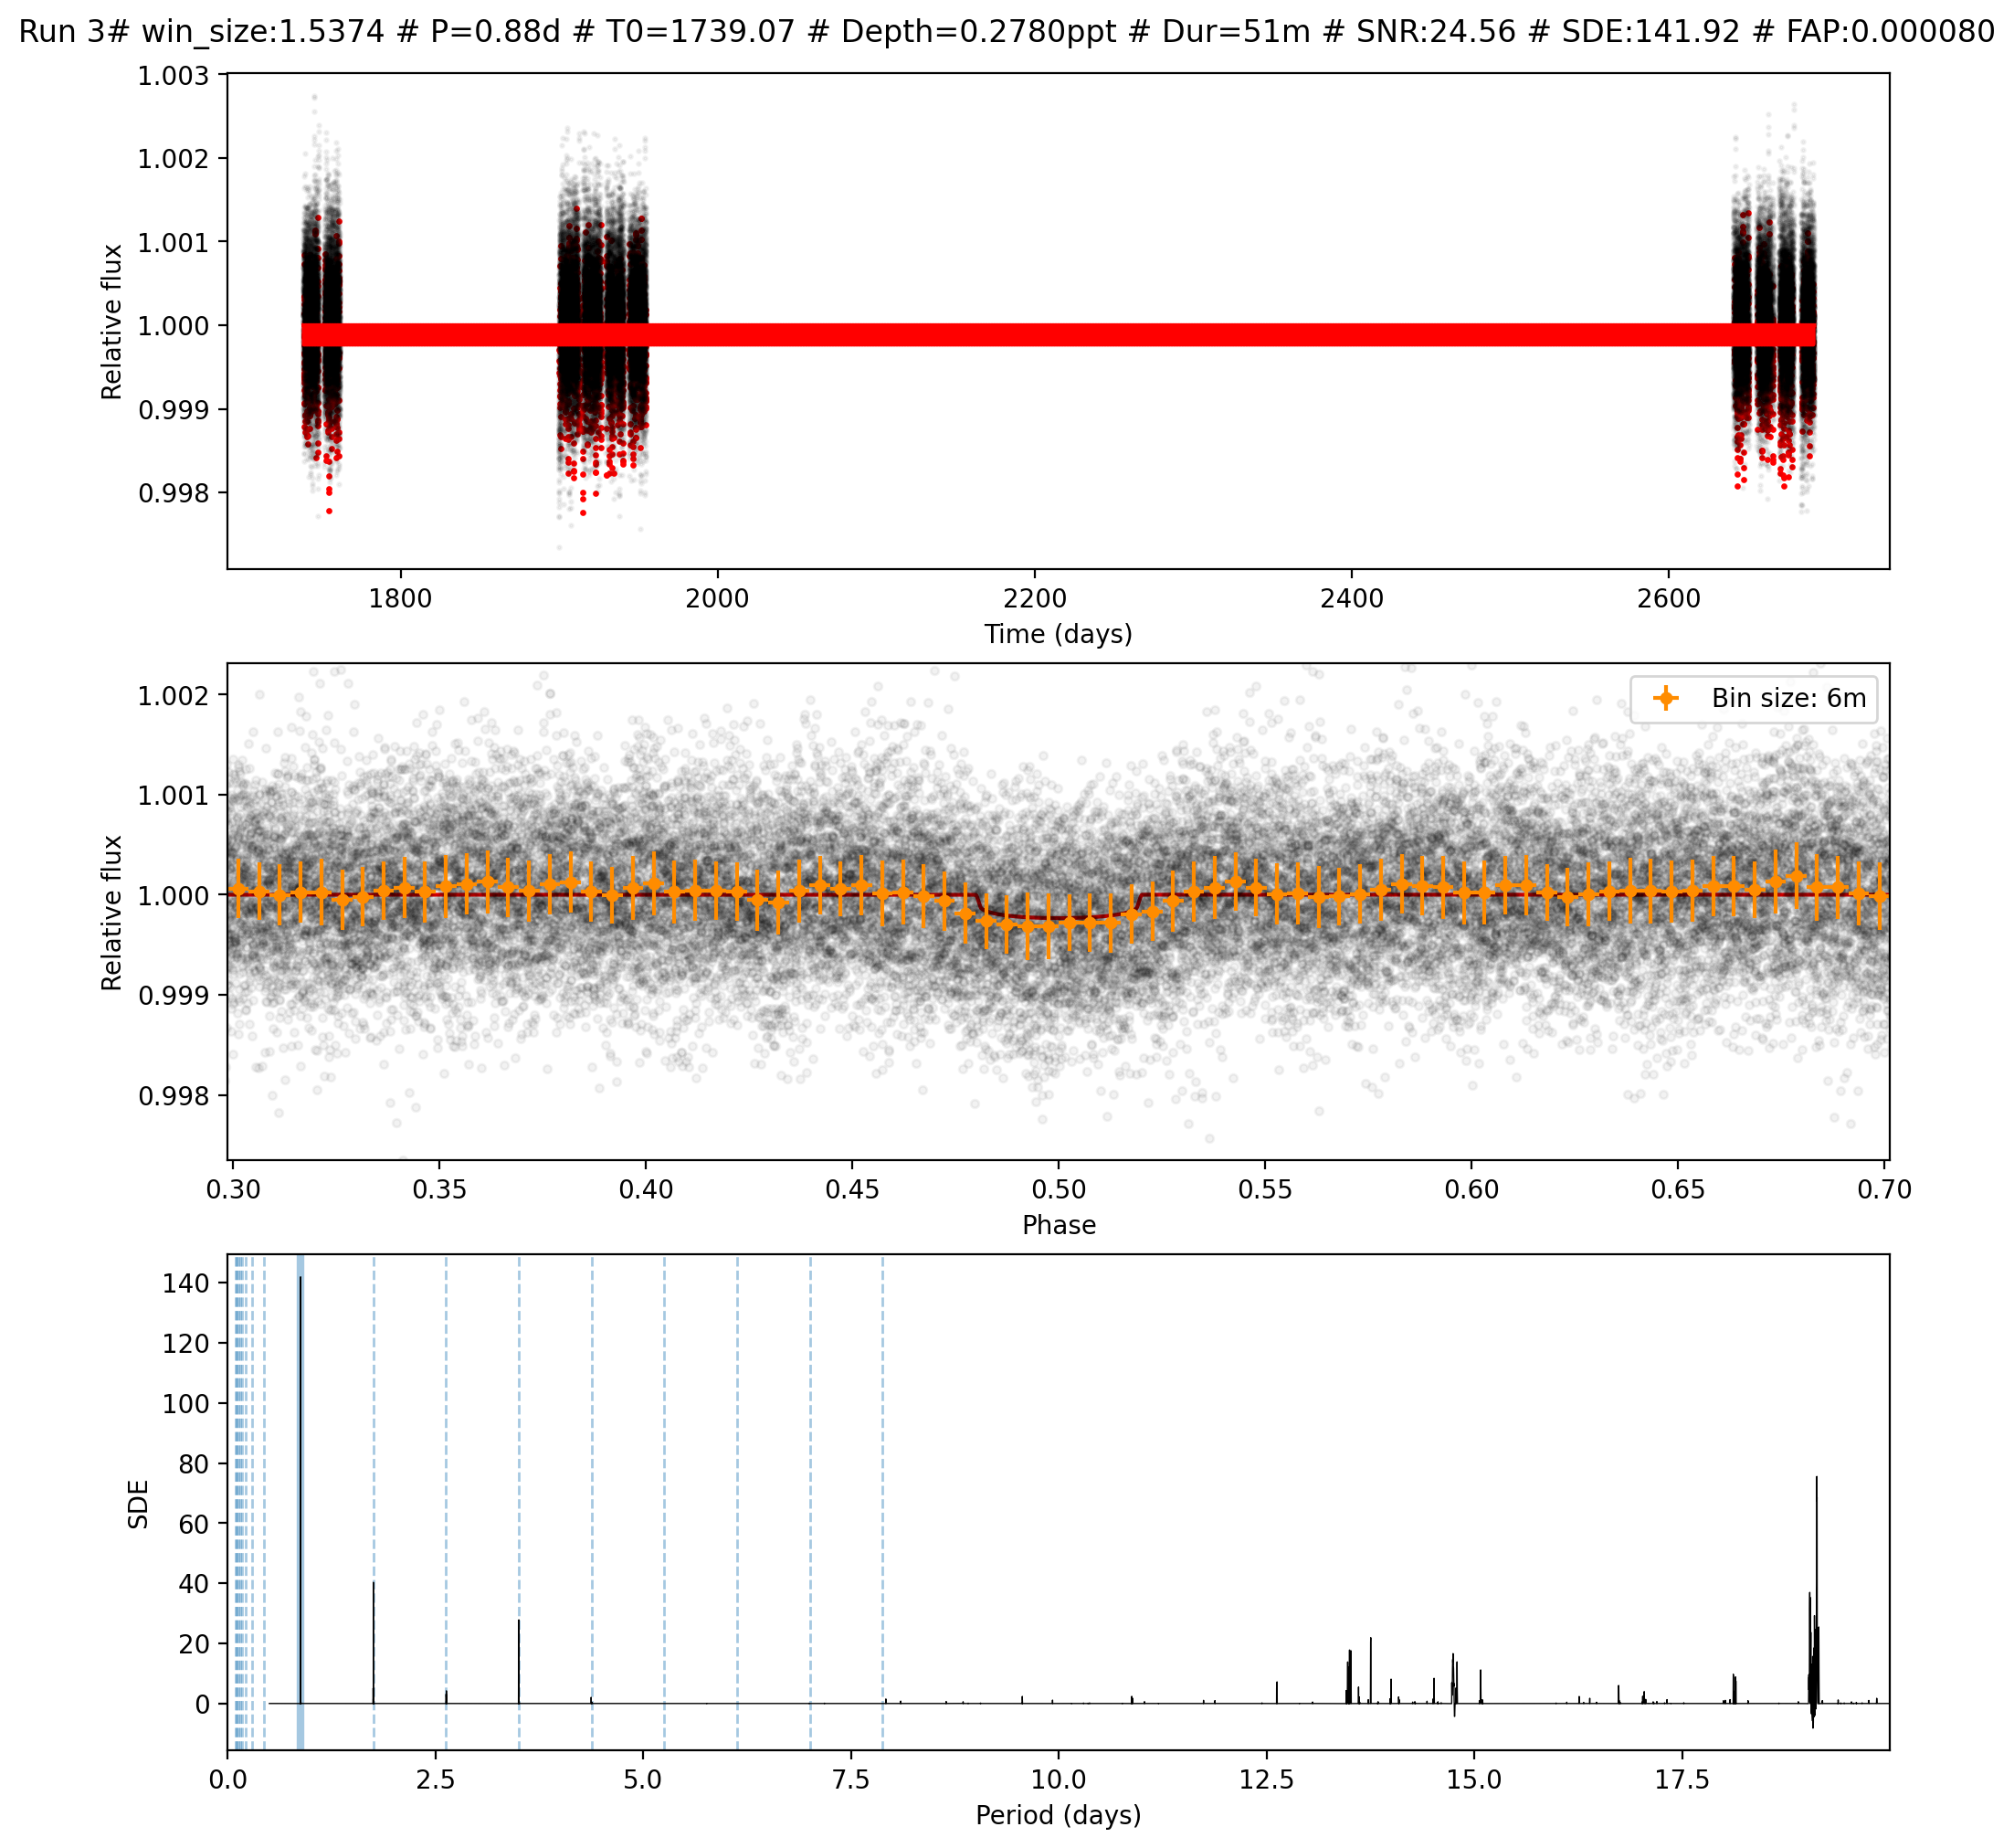 Run 3# win_size:1.5374 # P=0.88d # T0=1739.07 # Depth=0.2780ppt # Dur=51m # SNR:24.56 # SDE:141.92 # FAP:0.000080
1.003
1.002
1.001
1.000
0.999
0.998
Relative flux
1800 2000 2200 2400 2600
Time (days)
Bin size: 6m
1.002
1.001
1.000
0.999
0.998
Relative flux
0.30 0.35 0.40 0.45 0.50 0.55 0.60 0.65 0.70
Phase
140
120
100
80
60
40
20
0
SDE
0.0 2.5 5.0 7.5 10.0 12.5 15.0 17.5
Period (days)